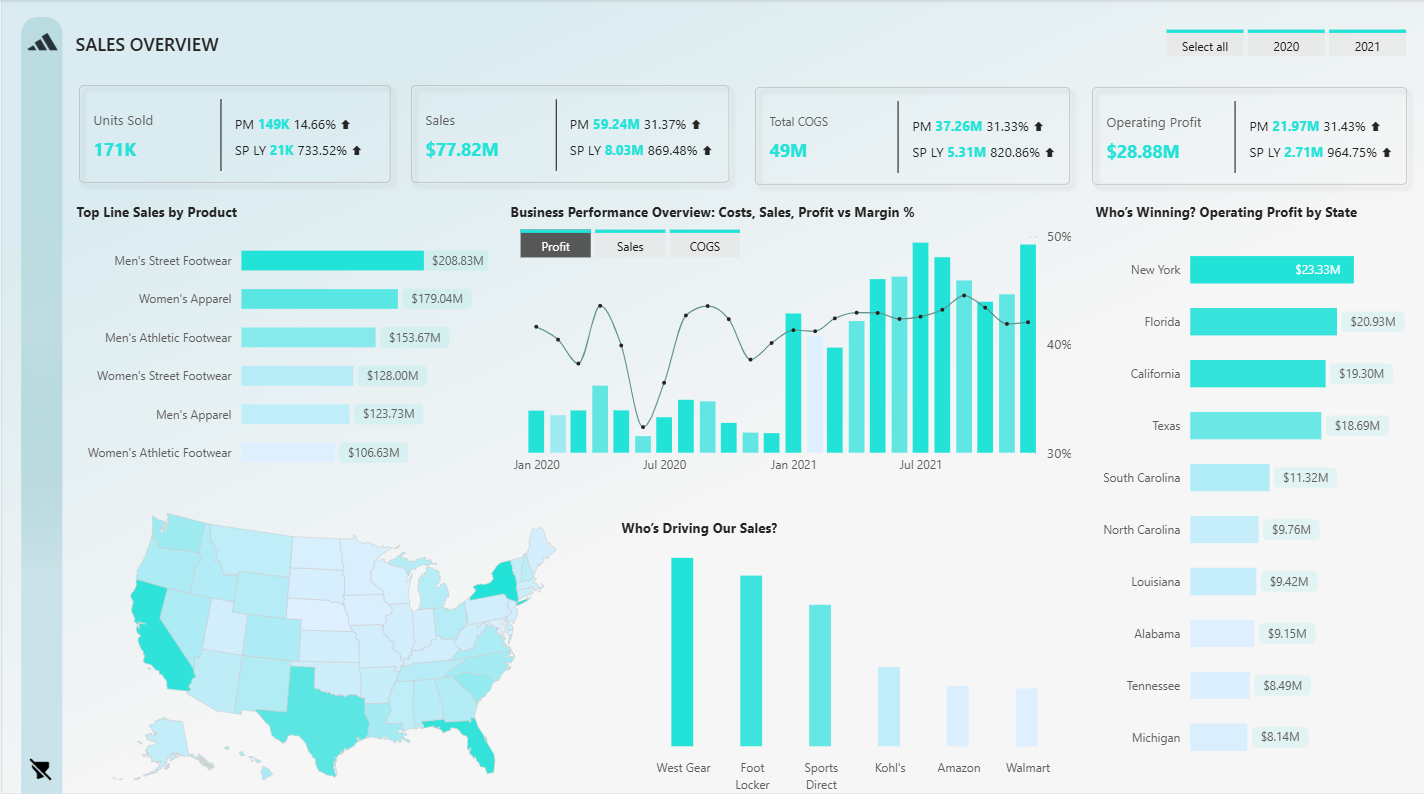 SALES OVERVIEW
Select all
2020
2021
Units Sold
171K
PM 149K 14.66%
SP LY 21K 733.52%
Sales
$77.82M
PM 59.24M 31.37%
SP LY 8.03M 869.48%
Total COGS
49M
PM 37.26M 31.33%
SP LY 5.31M 820.86%
Operating Profit
$28.88M
PM 21.97M 31.43%
SP LY 2.71M 964.75%
Top Line Sales by Product
Men's Street Footwear $208.83M
Women's Apparel $179.04M
Men's Athletic Footwear $153.67M
Women's Street Footwear $128.00M
Men's Apparel $123.73M
Women's Athletic Footwear $106.63M
Business Performance Overview: Costs, Sales, Profit vs Margin %
Profit
Sales
COGS
50%
40%
30%
Jan 2020
Jul 2020
Jan 2021
Jul 2021
Who's Winning? Operating Profit by State
New York $23.33M
Florida $20.93M
California $19.30M
Texas $18.69M
South Carolina $11.32M
North Carolina $9.76M
Louisiana $9.42M
Alabama $9.15M
Tennessee $8.49M
Michigan $8.14M
Who's Driving Our Sales?
West Gear
Foot
Locker
Sports
Direct
Kohl's
Amazon
Walmart